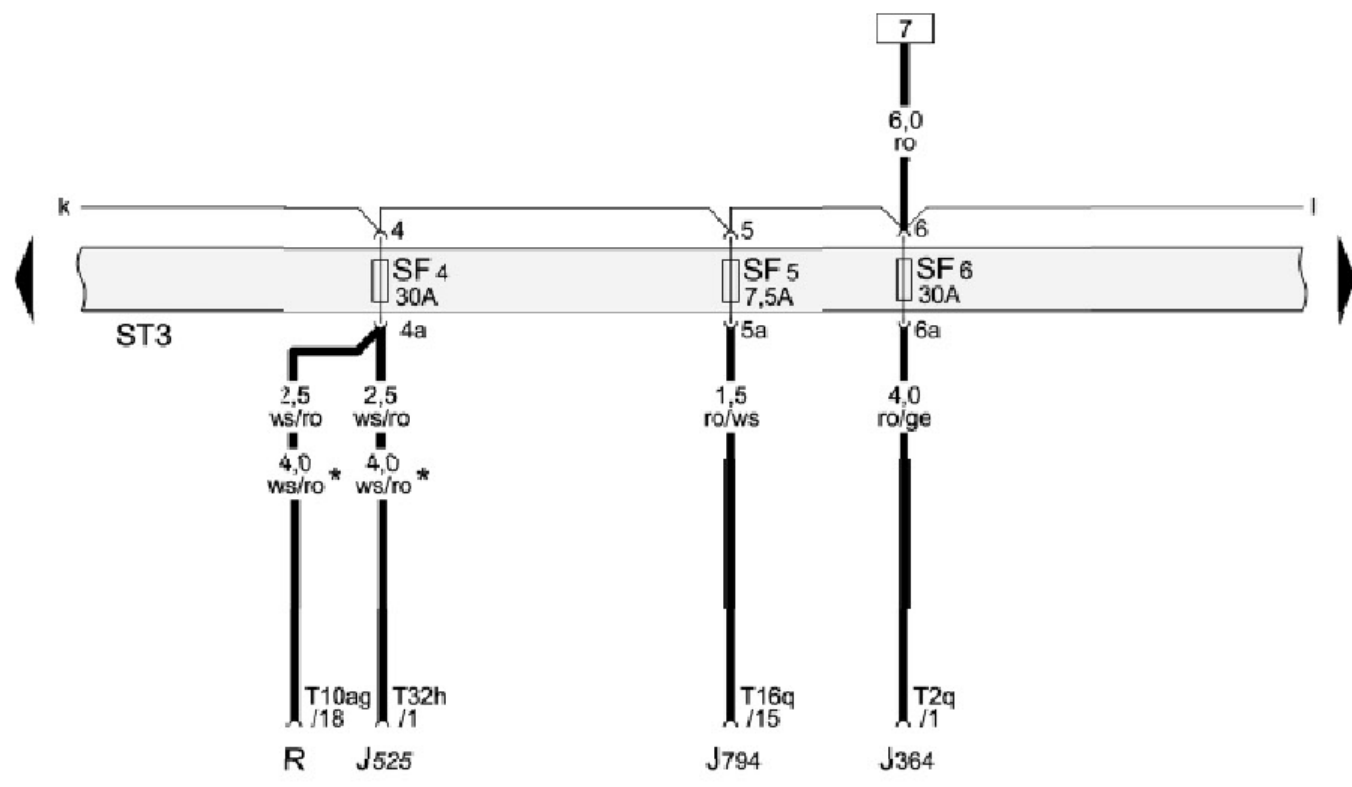 7
6,0
ro
k
l
4
5
6
SF 4
30A
SF 5
7,5A
SF 6
30A
ST3
4a
5a
6a
2,5
ws/ro
2,5
ws/ro
1,5
ro/ws
4,0
ro/ge
4,0
ws/ro *
4,0
ws/ro *
T10ag
/18
T32h
/1
T16q
/15
T2q
/1
R
J525
J794
J364